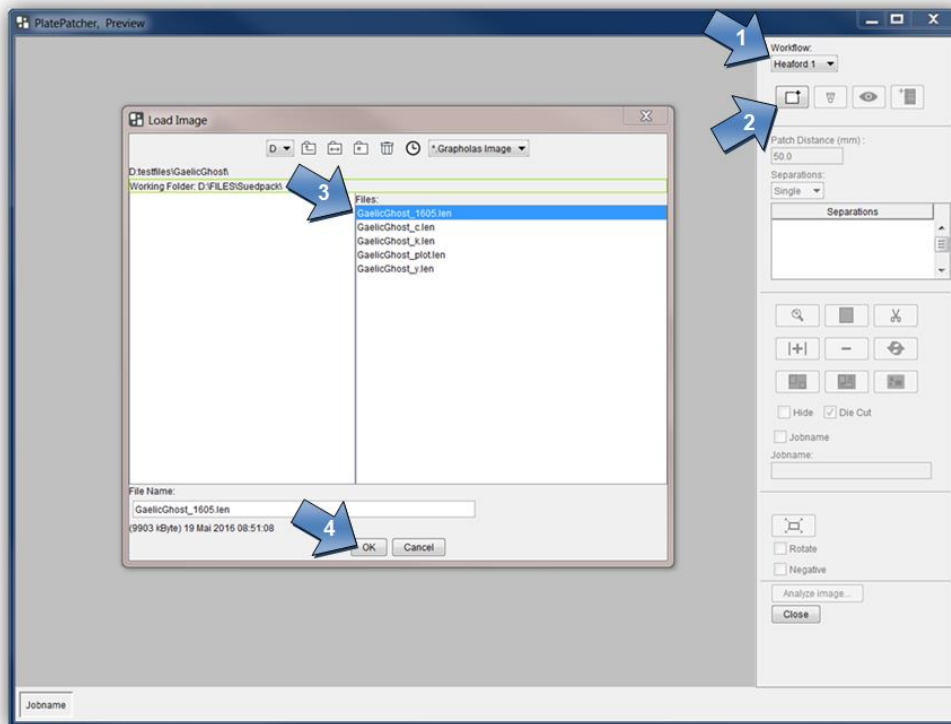 PlatePatcher, Preview
1
Workflow:
Heaford 1
2
Load Image
D
*.Grapholas Image
D:testfiles\GaelicGhost\
Working Folder: D:\FILES\Suedpack\
3
Files:
GaelicGhost_1605.len
GaelicGhost_c.len
GaelicGhost_k.len
GaelicGhost_plot.len
GaelicGhost_y.len
File Name:
GaelicGhost_1605.len
(9903 kByte) 19 Mai 2016 08:51:08
4
OK Cancel
Patch Distance (mm) :
50.0
Separations:
Single
Separations
Hide Die Cut
Jobname
Jobname:
Rotate
Negative
Analyze image...
Close
Jobname